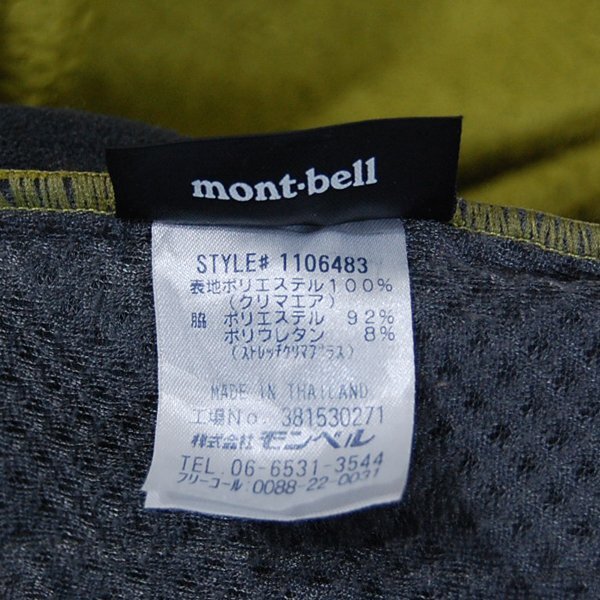 mont-bell
STYLE# 1106483
表地ポリエステル100%
(クリマエア)
脇 ポリエステル 92%
ポリウレタン 8%
(ストレッチクリマプラス)
MADE IN THAILAND
工場No. 381530271
株式会社 モンベル
TEL. 06-6531-3544
フリーコール:0088-22-0031